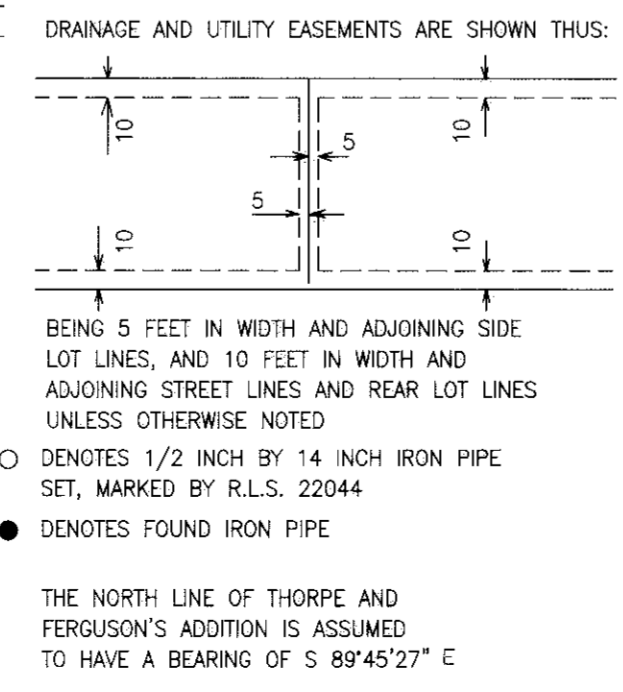 DRAINAGE AND UTILITY EASEMENTS ARE SHOWN THUS:
10
10
5
5
10
10
BEING 5 FEET IN WIDTH AND ADJOINING SIDE
LOT LINES, AND 10 FEET IN WIDTH AND
ADJOINING STREET LINES AND REAR LOT LINES
UNLESS OTHERWISE NOTED
DENOTES 1/2 INCH BY 14 INCH IRON PIPE
SET, MARKED BY R.L.S. 22044
DENOTES FOUND IRON PIPE
THE NORTH LINE OF THORPE AND
FERGUSON'S ADDITION IS ASSUMED
TO HAVE A BEARING OF S 89°45'27" E